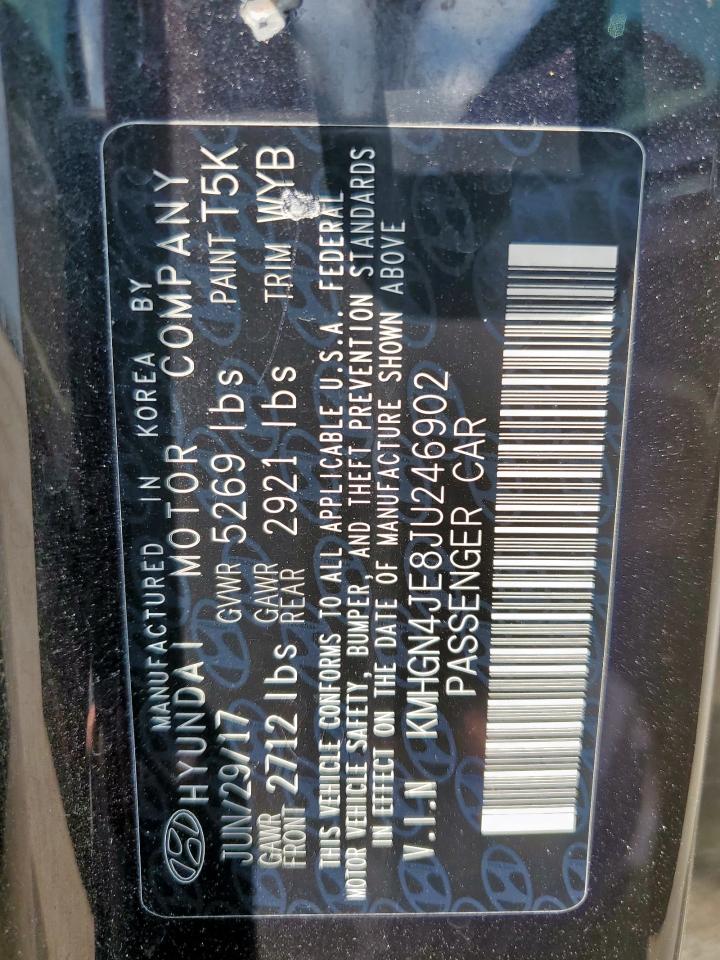 MANUFACTURED IN KOREA BY
HYUNDAI MOTOR COMPANY
JUN/29/17 GVWR 5269 lbs PAINT T5K
GAWR FRONT 2712 lbs GAWR REAR 2921 lbs TRIM WYB
THIS VEHICLE CONFORMS TO ALL APPLICABLE U.S.A. FEDERAL
MOTOR VEHICLE SAFETY, BUMPER, AND THEFT PREVENTION STANDARDS
IN EFFECT ON THE DATE OF MANUFACTURE SHOWN ABOVE
V.I.N KMHGN4JE8JU246902
PASSENGER CAR